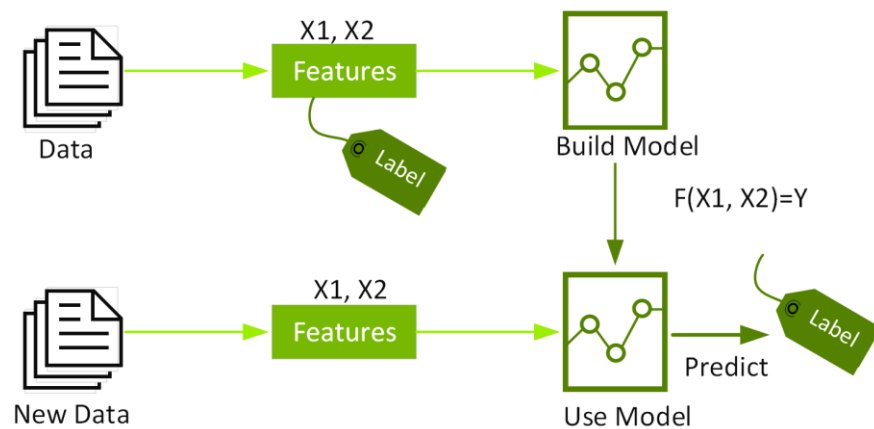 X1, X2
Features
Label
Data
Build Model
F(X1, X2)=Y
X1, X2
Features
Label
Predict
New Data
Use Model